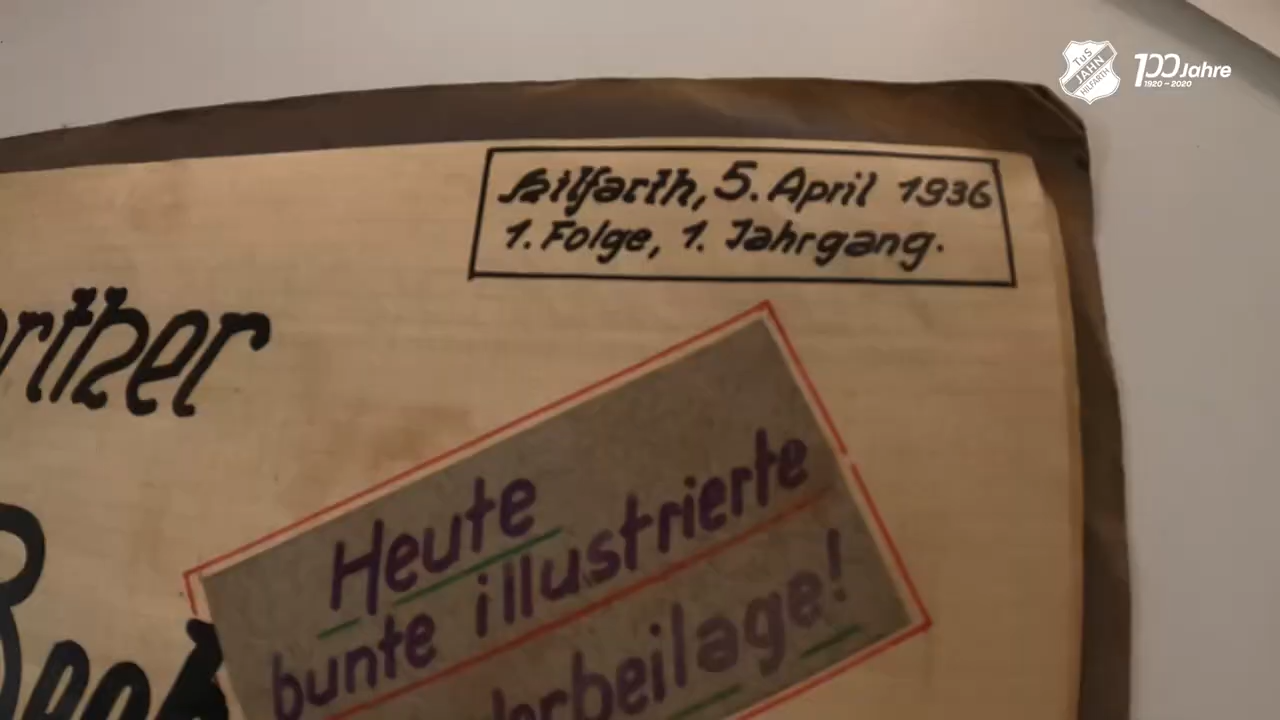 TuS
JAHN
HILFARTH
100 Jahre
1920 - 2020
Hilfarth, 5. April 1936
1. Folge, 1. Jahrgang.
rther
Heute
bunte illustrierte
derbeilage!